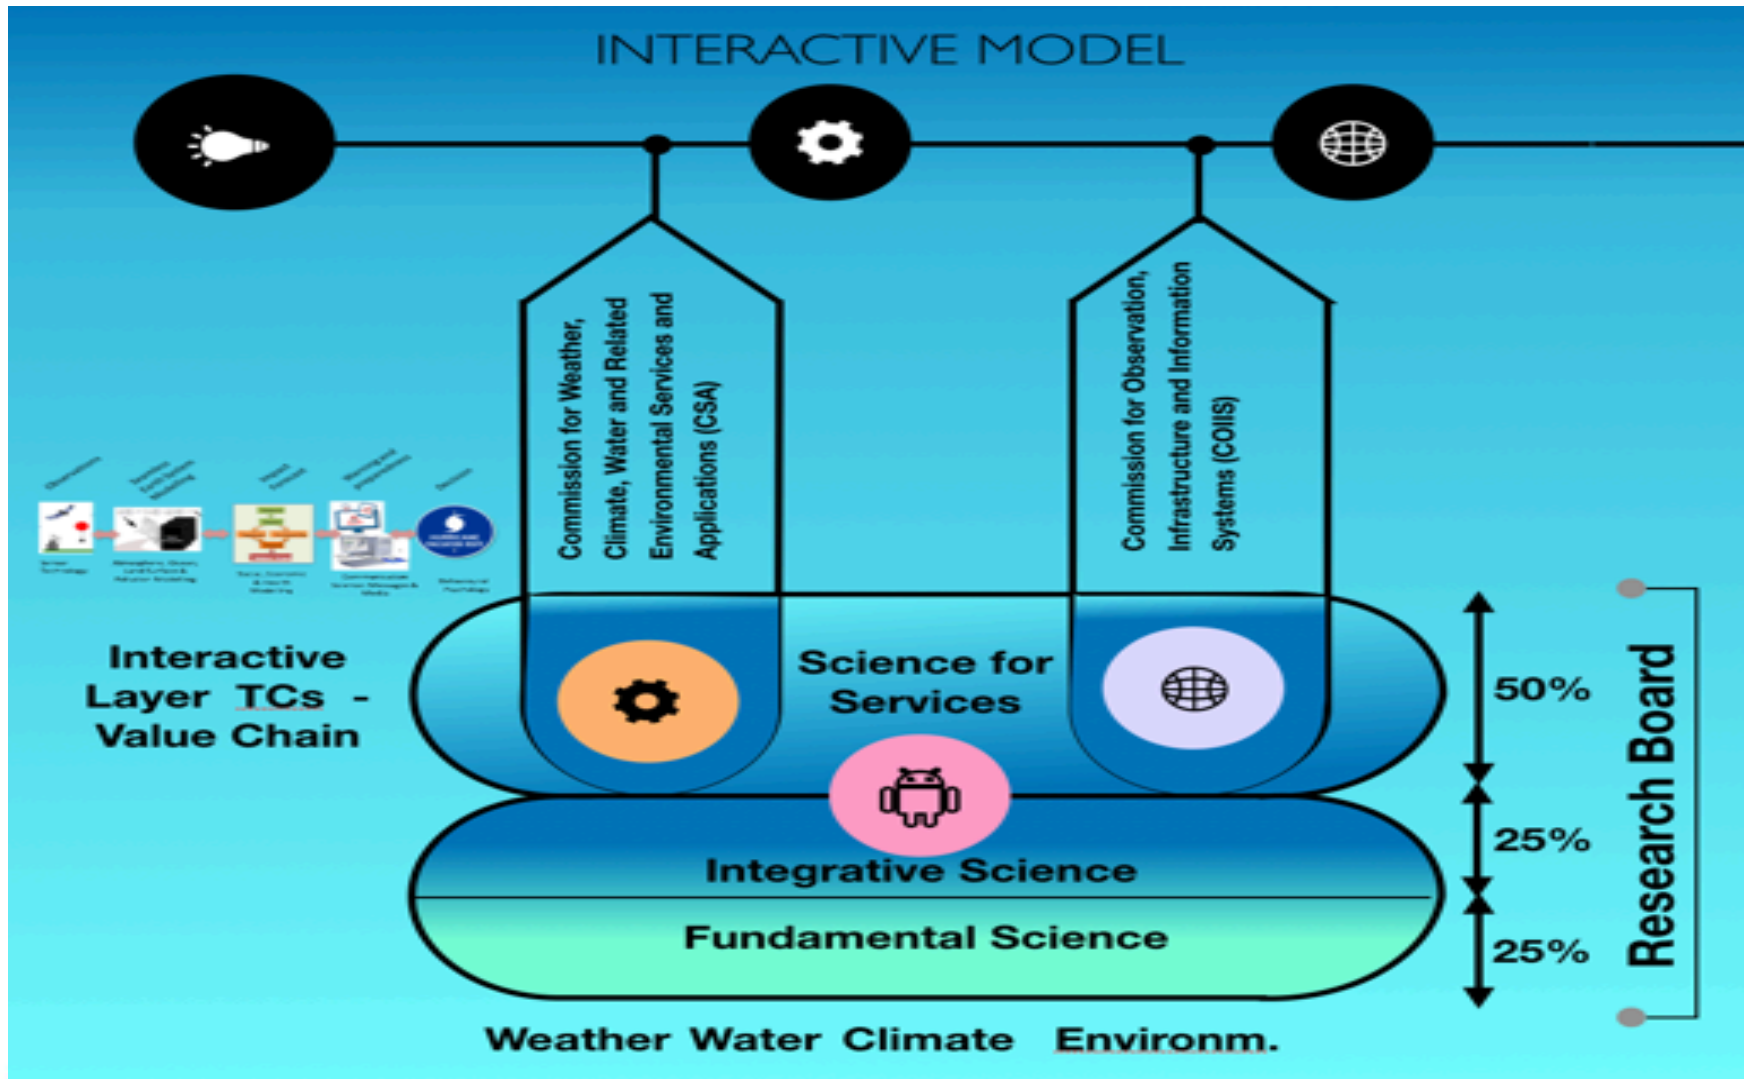 INTERACTIVE MODEL
Commission for Weather,
Climate, Water and Related
Environmental Services and
Applications (CSA)
Commission for Observation,
Infrastructure and Information
Systems (COIIS)
Observations
Decision
Interactive
Layer TCs -
Value Chain
Science for
Services
Integrative Science
Fundamental Science
50%
25%
25%
Research Board
Weather Water Climate Environm.